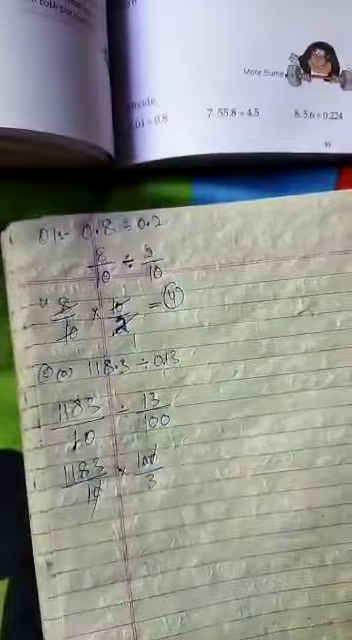 More Sums
7. 55.8 ÷ 4.5
8. 5.6 ÷ 0.224
0.8 ÷ 0.2
8/10 ÷ 2/10
8/10 × 10/2 = 4
118.3 ÷ 0.13
1183/10 ÷ 13/100
1183/10 × 100/3